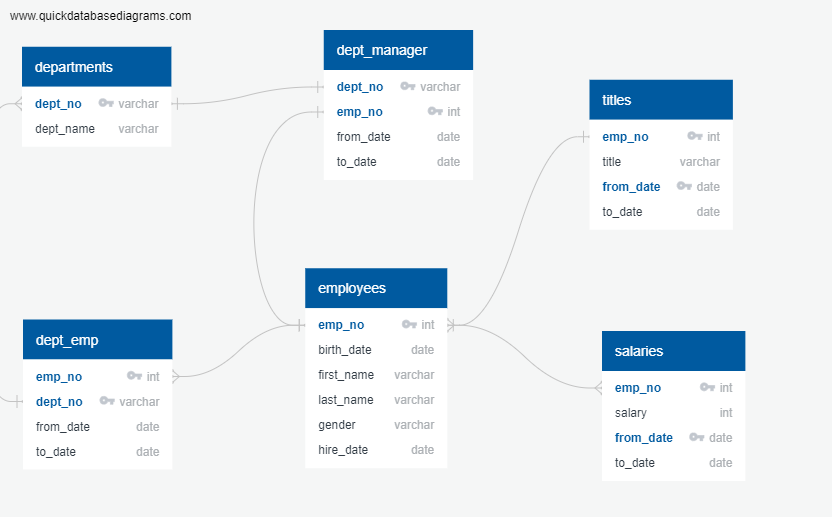 www.quickdatabasediagrams.com
departments
dept_no varchar
dept_name varchar
dept_manager
dept_no varchar
emp_no int
from_date date
to_date date
titles
emp_no int
title varchar
from_date date
to_date date
employees
emp_no int
birth_date date
first_name varchar
last_name varchar
gender varchar
hire_date date
dept_emp
emp_no int
dept_no varchar
from_date date
to_date date
salaries
emp_no int
salary int
from_date date
to_date date